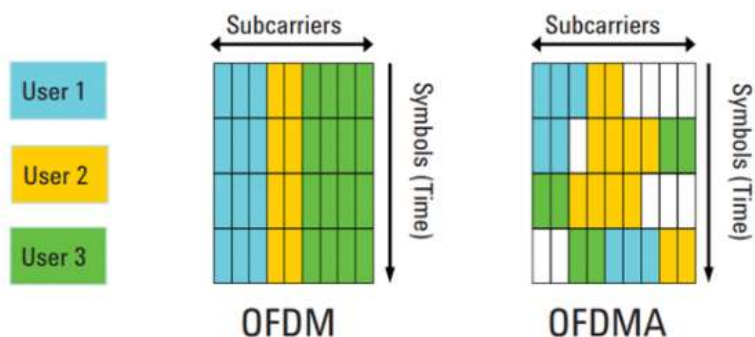 Subcarriers
Subcarriers
User 1
User 2
User 3
Symbols (Time)
Symbols (Time)
OFDM
OFDMA